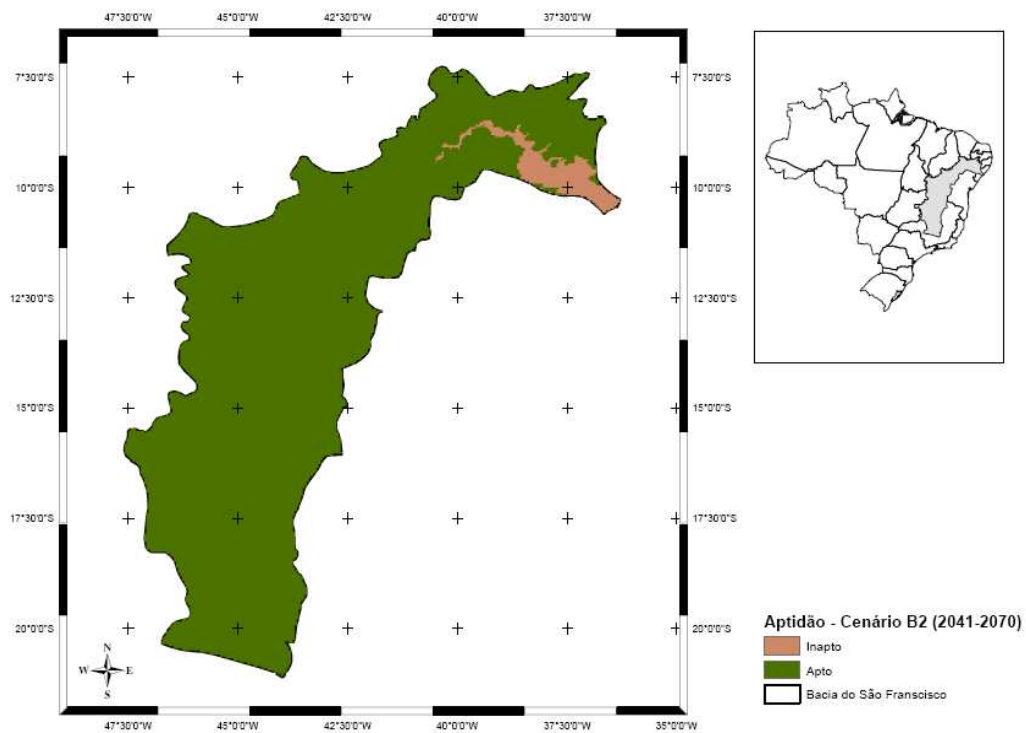 47°30'0"W 45°0'0"W 42°30'0"W 40°0'0"W 37°30'0"W
7°30'0"S 7°30'0"S
10°0'0"S 10°0'0"S
12°30'0"S 12°30'0"S
15°0'0"S 15°0'0"S
17°30'0"S 17°30'0"S
20°0'0"S 20°0'0"S
N
W E
S
47°30'0"W 45°0'0"W 42°30'0"W 40°0'0"W 37°30'0"W 35°0'0"W
Aptidão - Cenário B2 (2041-2070)
Inapto
Apto
Bacia do São Franscisco